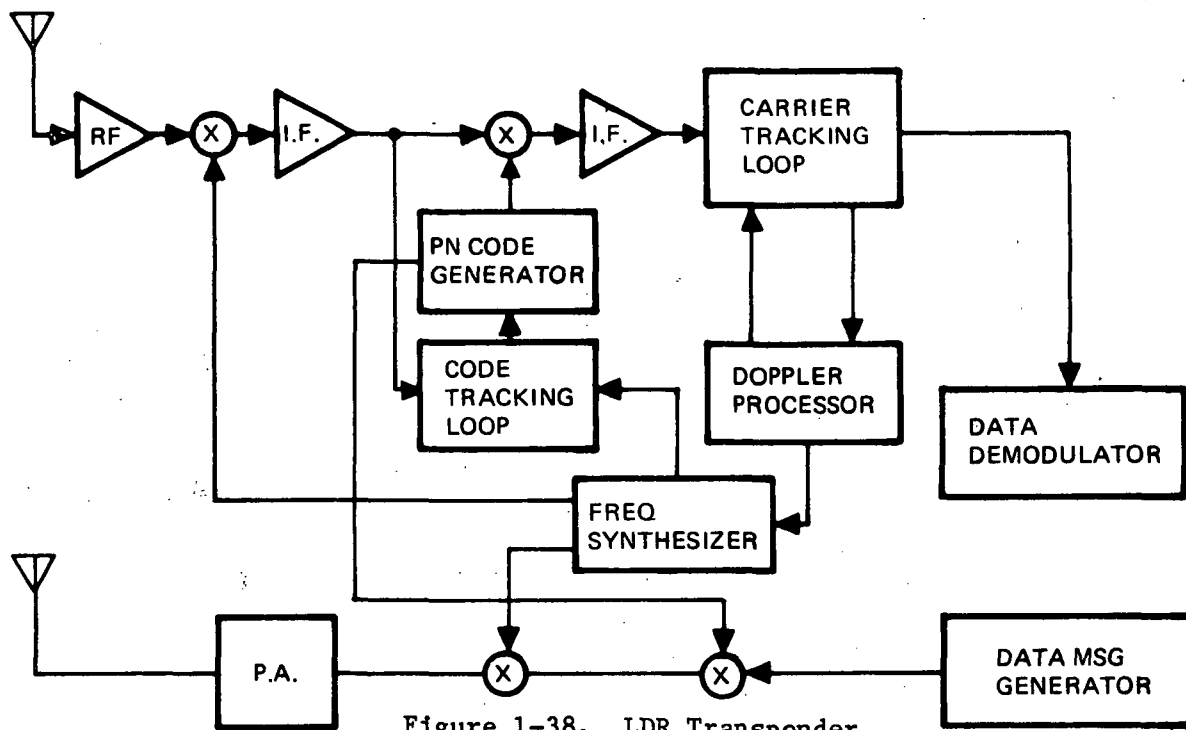 RF
X
I.F.
X
I.F.
CARRIER
TRACKING
LOOP
PN CODE
GENERATOR
CODE
TRACKING
LOOP
DOPPLER
PROCESSOR
DATA
DEMODULATOR
FREQ
SYNTHESIZER
P.A.
X
X
DATA MSG
GENERATOR
Figure 1-38. LDR Transponder